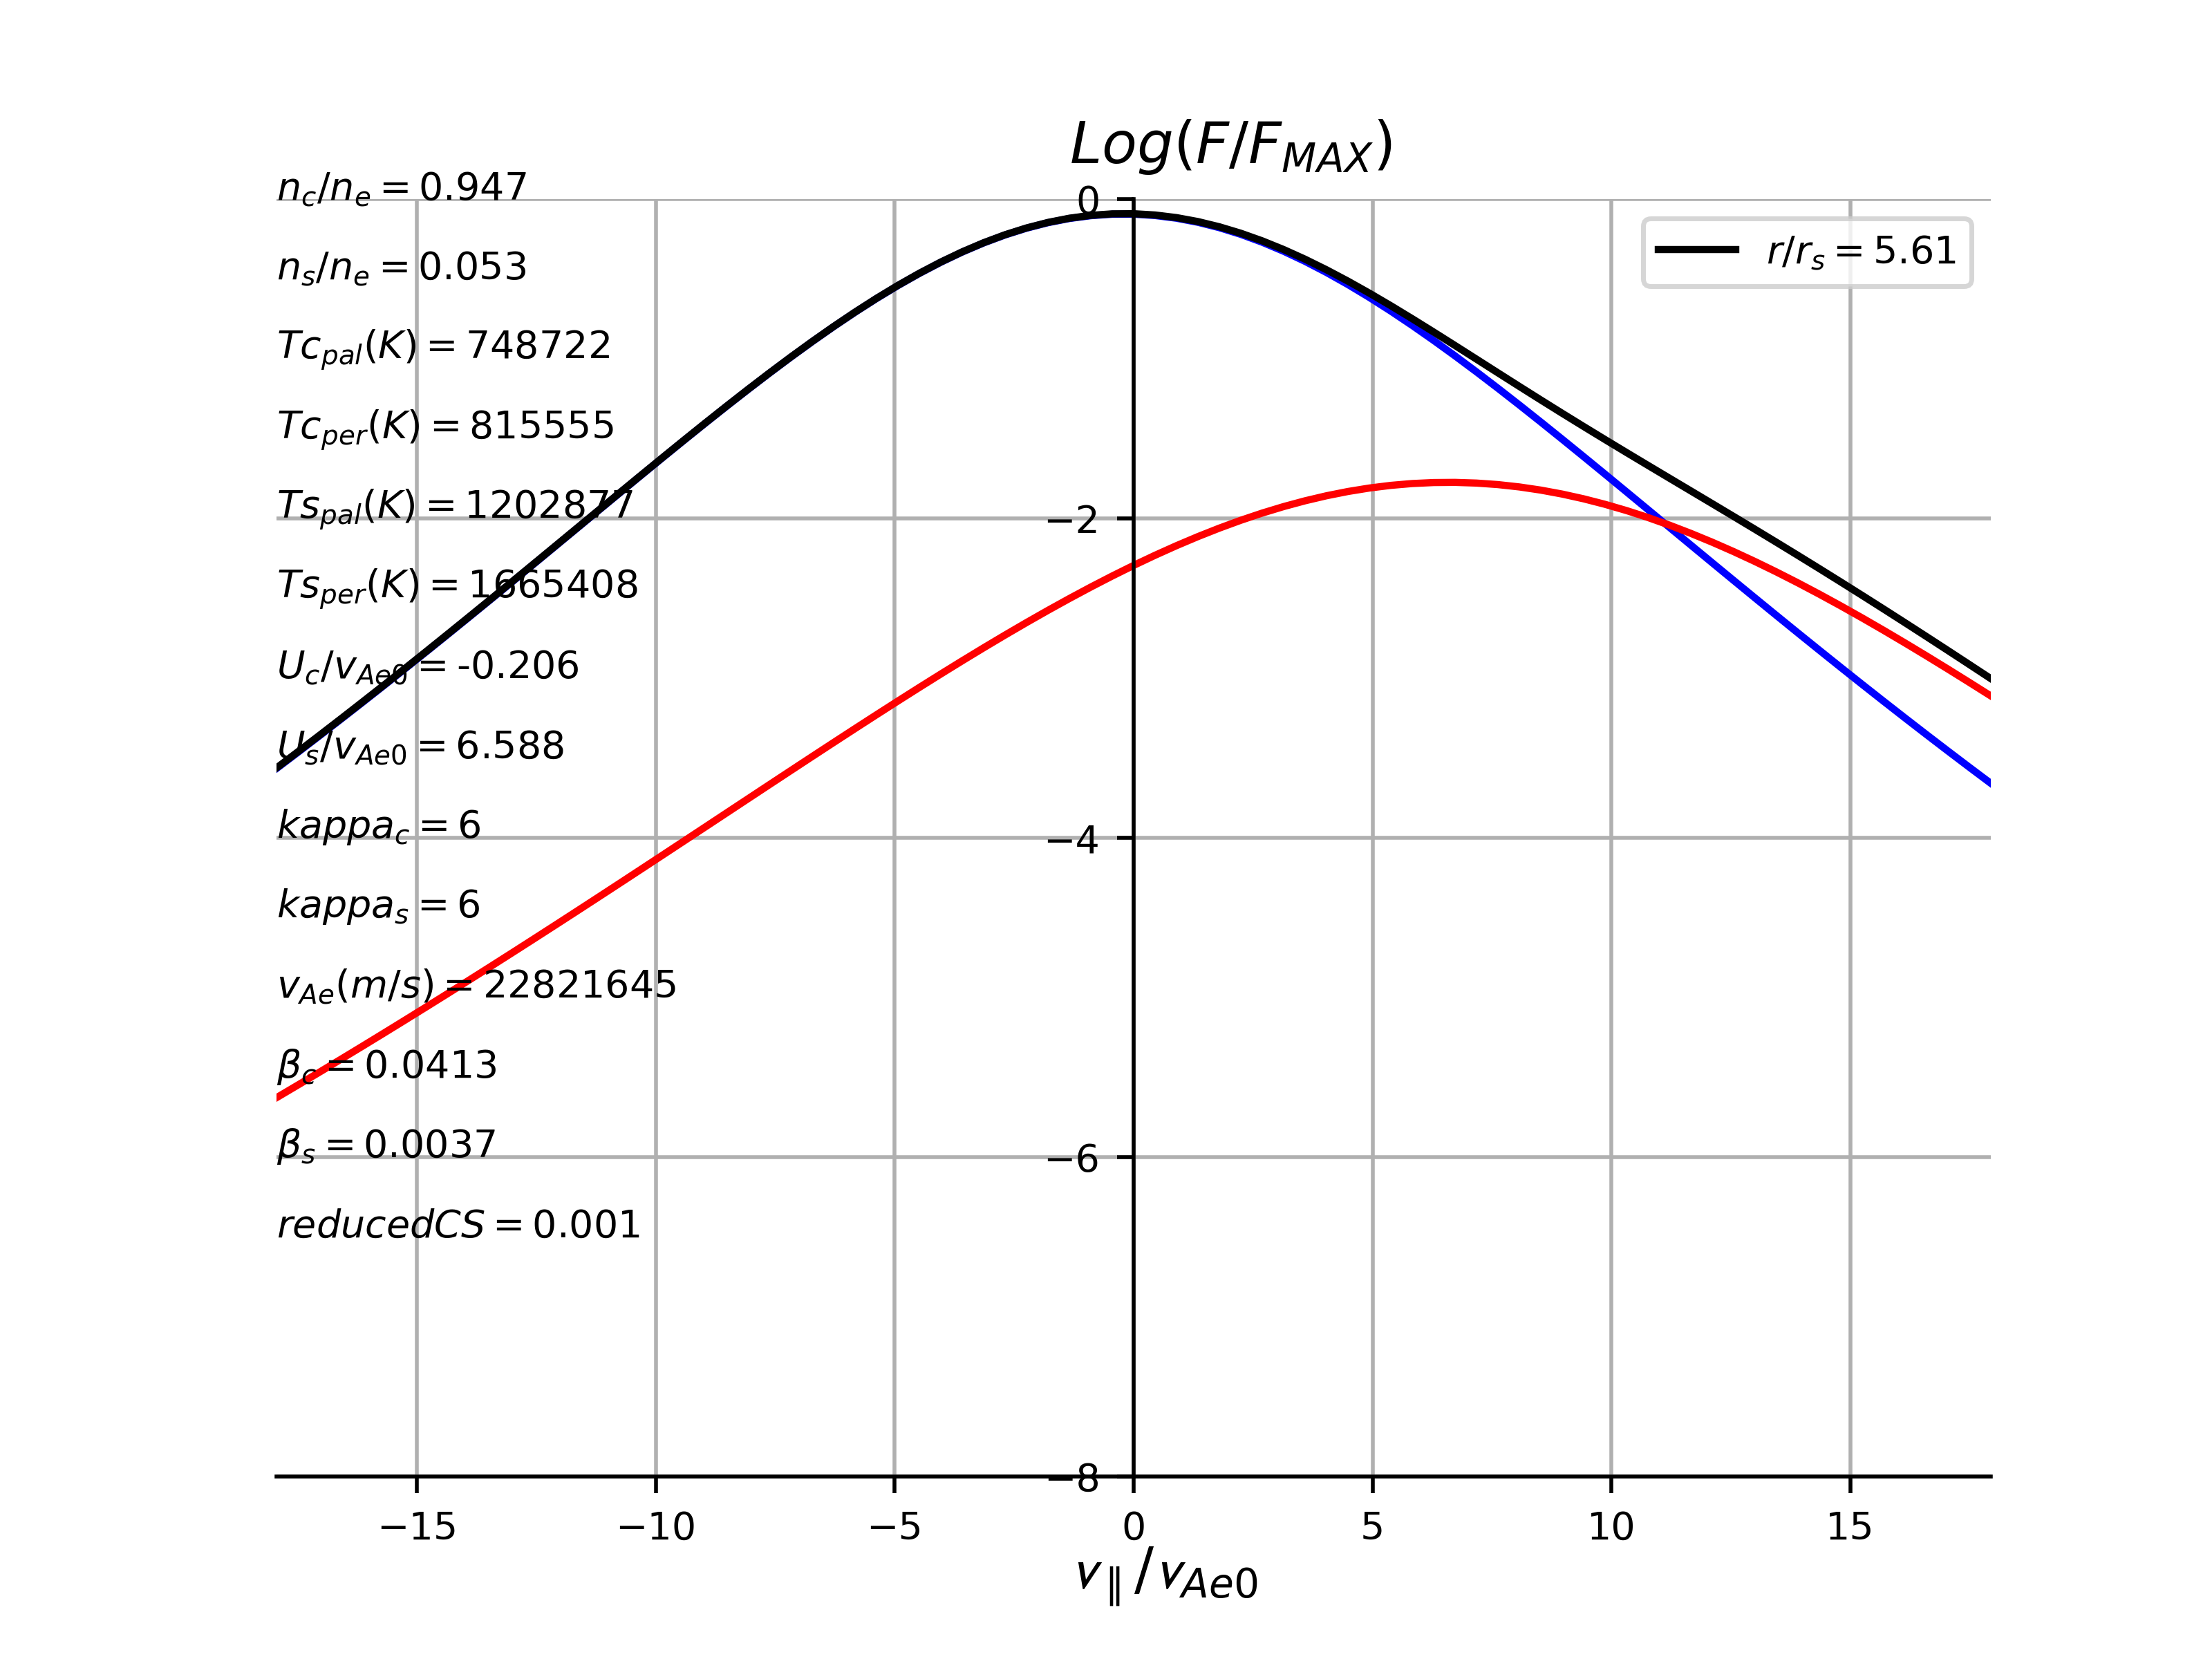 Log(F/F_MAX)
n_c/n_e = 0.947
n_s/n_e = 0.053
Tc_pal(K) = 748722
Tc_per(K) = 815555
Ts_pal(K) = 1202877
Ts_per(K) = 1665408
U_c/v_Ae0 = -0.206
U_s/v_Ae0 = 6.588
kappa_c = 6
kappa_s = 6
v_Ae(m/s) = 22821645
β_c = 0.0413
β_s = 0.0037
reducedCS = 0.001
r/r_s = 5.61
0
−2
−4
−6
−8
−15 −10 −5 0 5 10 15
v_∥/v_Ae0